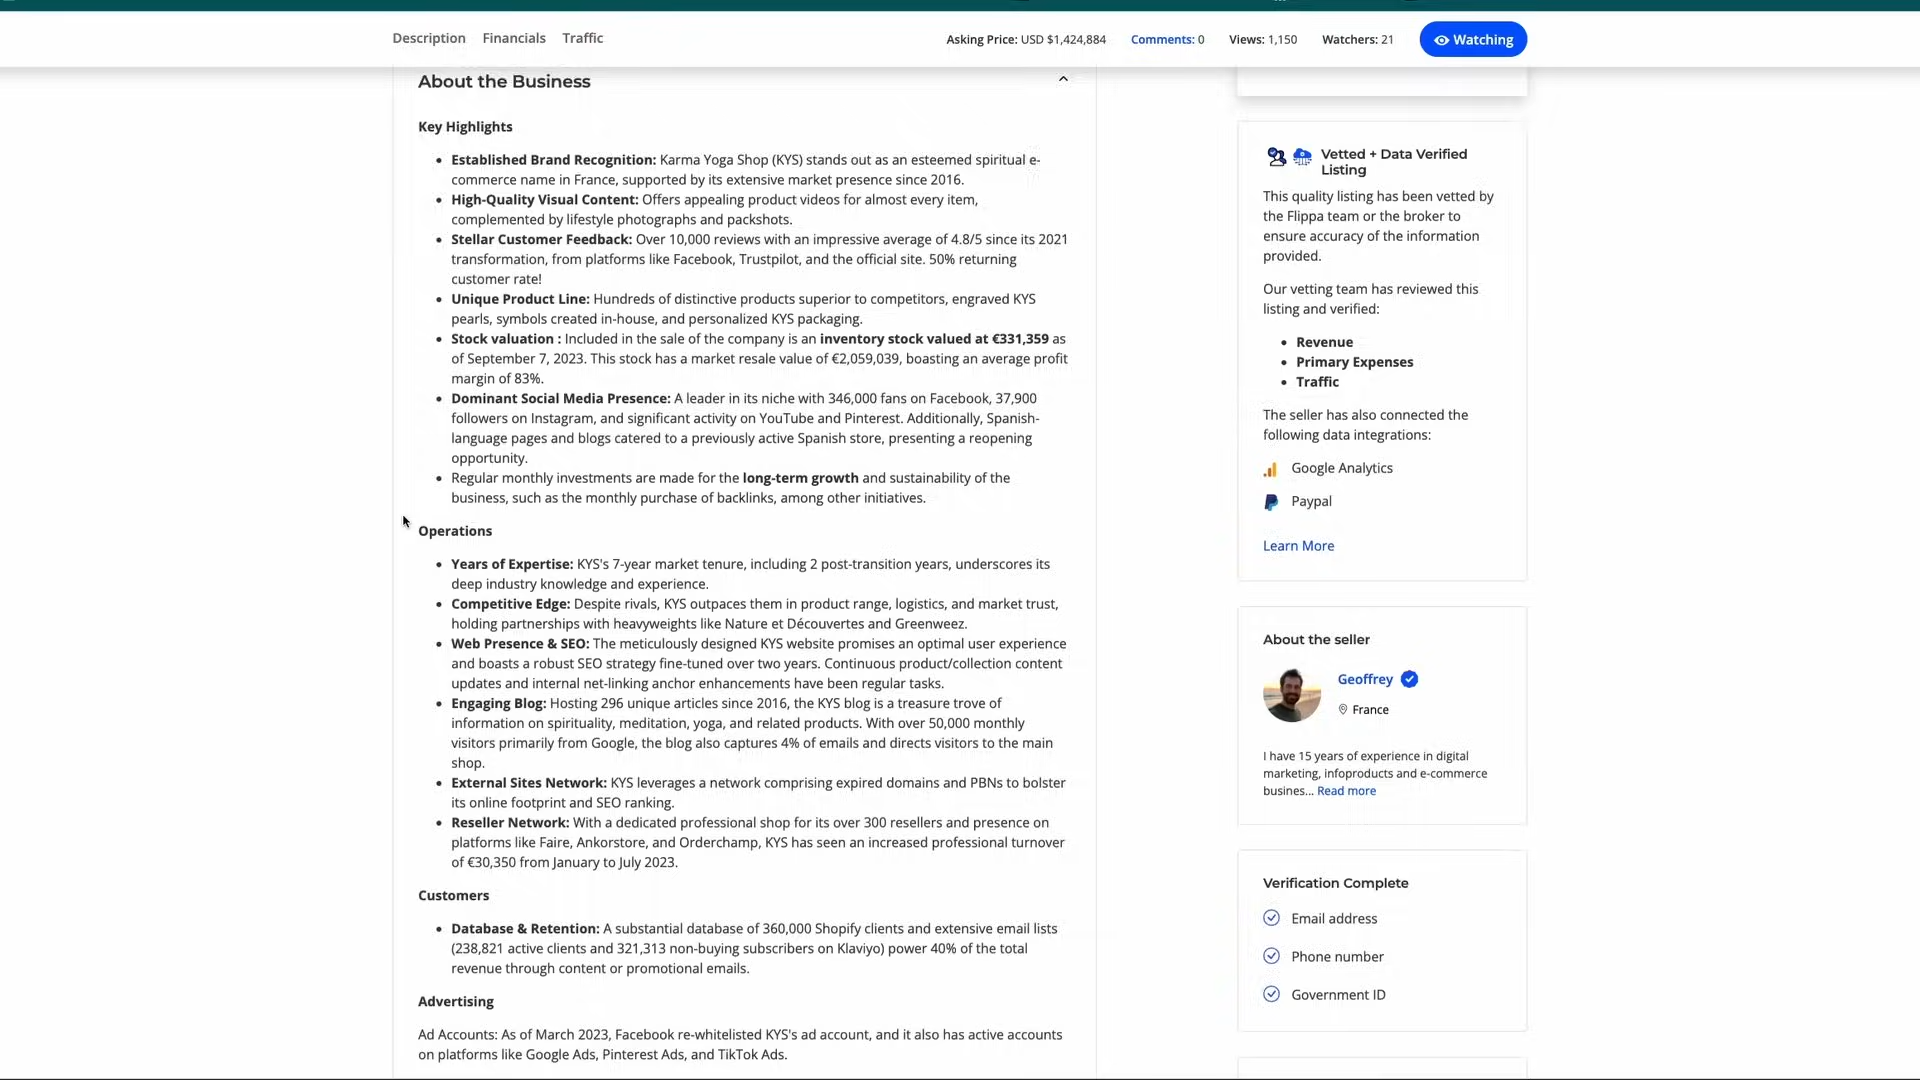 Description Financials Traffic Asking Price: USD $1,424,884 Comments: 0 Views: 1,150 Watchers: 21 Watching
About the Business
Key Highlights
• Established Brand Recognition: Karma Yoga Shop (KYS) stands out as an esteemed spiritual e-
commerce name in France, supported by its extensive market presence since 2016.
• High-Quality Visual Content: Offers appealing product videos for almost every item,
complemented by lifestyle photographs and packshots.
• Stellar Customer Feedback: Over 10,000 reviews with an impressive average of 4.8/5 since its 2021
transformation, from platforms like Facebook, Trustpilot, and the official site. 50% returning
customer rate!
• Unique Product Line: Hundreds of distinctive products superior to competitors, engraved KYS
pearls, symbols created in-house, and personalized KYS packaging.
• Stock valuation : Included in the sale of the company is an inventory stock valued at €331,359 as
of September 7, 2023. This stock has a market resale value of €2,059,039, boasting an average profit
margin of 83%.
• Dominant Social Media Presence: A leader in its niche with 346,000 fans on Facebook, 37,900
followers on Instagram, and significant activity on YouTube and Pinterest. Additionally, Spanish-
language pages and blogs catered to a previously active Spanish store, presenting a reopening
opportunity.
• Regular monthly investments are made for the long-term growth and sustainability of the
business, such as the monthly purchase of backlinks, among other initiatives.
Operations
• Years of Expertise: KYS's 7-year market tenure, including 2 post-transition years, underscores its
deep industry knowledge and experience.
• Competitive Edge: Despite rivals, KYS outpaces them in product range, logistics, and market trust,
holding partnerships with heavyweights like Nature et Découvertes and Greenweez.
• Web Presence & SEO: The meticulously designed KYS website promises an optimal user experience
and boasts a robust SEO strategy fine-tuned over two years. Continuous product/collection content
updates and internal net-linking anchor enhancements have been regular tasks.
• Engaging Blog: Hosting 296 unique articles since 2016, the KYS blog is a treasure trove of
information on spirituality, meditation, yoga, and related products. With over 50,000 monthly
visitors primarily from Google, the blog also captures 4% of emails and directs visitors to the main
shop.
• External Sites Network: KYS leverages a network comprising expired domains and PBNs to bolster
its online footprint and SEO ranking.
• Reseller Network: With a dedicated professional shop for its over 300 resellers and presence on
platforms like Faire, Ankorstore, and Orderchamp, KYS has seen an increased professional turnover
of €30,350 from January to July 2023.
Customers
• Database & Retention: A substantial database of 360,000 Shopify clients and extensive email lists
(238,821 active clients and 321,313 non-buying subscribers on Klaviyo) power 40% of the total
revenue through content or promotional emails.
Advertising
Ad Accounts: As of March 2023, Facebook re-whitelisted KYS's ad account, and it also has active accounts
on platforms like Google Ads, Pinterest Ads, and TikTok Ads.
Vetted + Data Verified
Listing
This quality listing has been vetted by
the Flippa team or the broker to
ensure accuracy of the information
provided.
Our vetting team has reviewed this
listing and verified:
• Revenue
• Primary Expenses
• Traffic
The seller has also connected the
following data integrations:
Google Analytics
Paypal
Learn More
About the seller
Geoffrey
France
I have 15 years of experience in digital
marketing, infoproducts and e-commerce
busines... Read more
Verification Complete
Email address
Phone number
Government ID